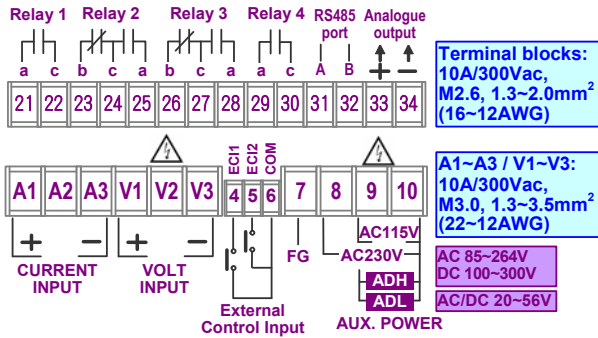 Relay 1 Relay 2 Relay 3 Relay 4 RS485 port Analogue output
a c b c a b c a a c A B + −
21 22 23 24 25 26 27 28 29 30 31 32 33 34
Terminal blocks:
10A/300Vac,
M2.6, 1.3~2.0mm²
(16~12AWG)
ECI1 ECI2 COM
A1 A2 A3 V1 V2 V3 4 5 6 7 8 9 10
A1~A3 / V1~V3:
10A/300Vac,
M3.0, 1.3~3.5mm²
(22~12AWG)
+ − + −
CURRENT INPUT
VOLT INPUT
External
Control Input
FG
AC115V
AC230V
ADH
ADL
AUX. POWER
AC 85~264V
DC 100~300V
AC/DC 20~56V